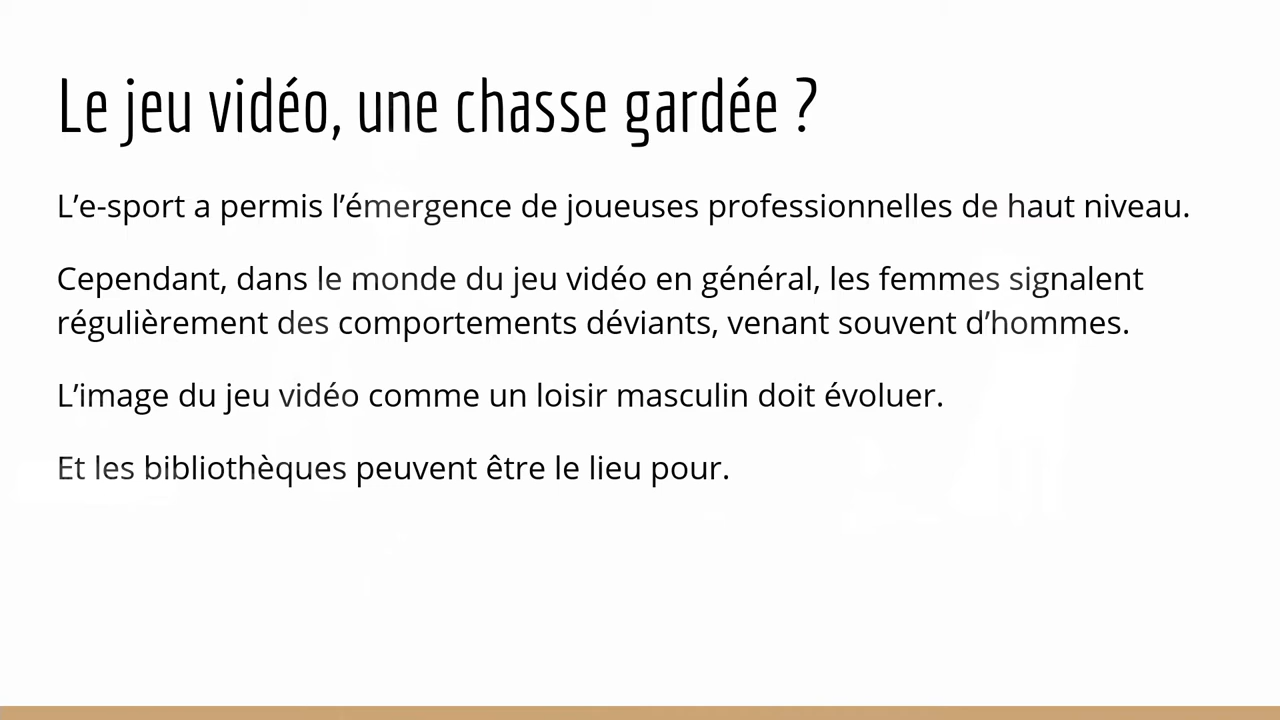 Le jeu vidéo, une chasse gardée ?
L’e-sport a permis l’émergence de joueuses professionnelles de haut niveau.
Cependant, dans le monde du jeu vidéo en général, les femmes signalent
régulièrement des comportements déviants, venant souvent d’hommes.
L’image du jeu vidéo comme un loisir masculin doit évoluer.
Et les bibliothèques peuvent être le lieu pour.